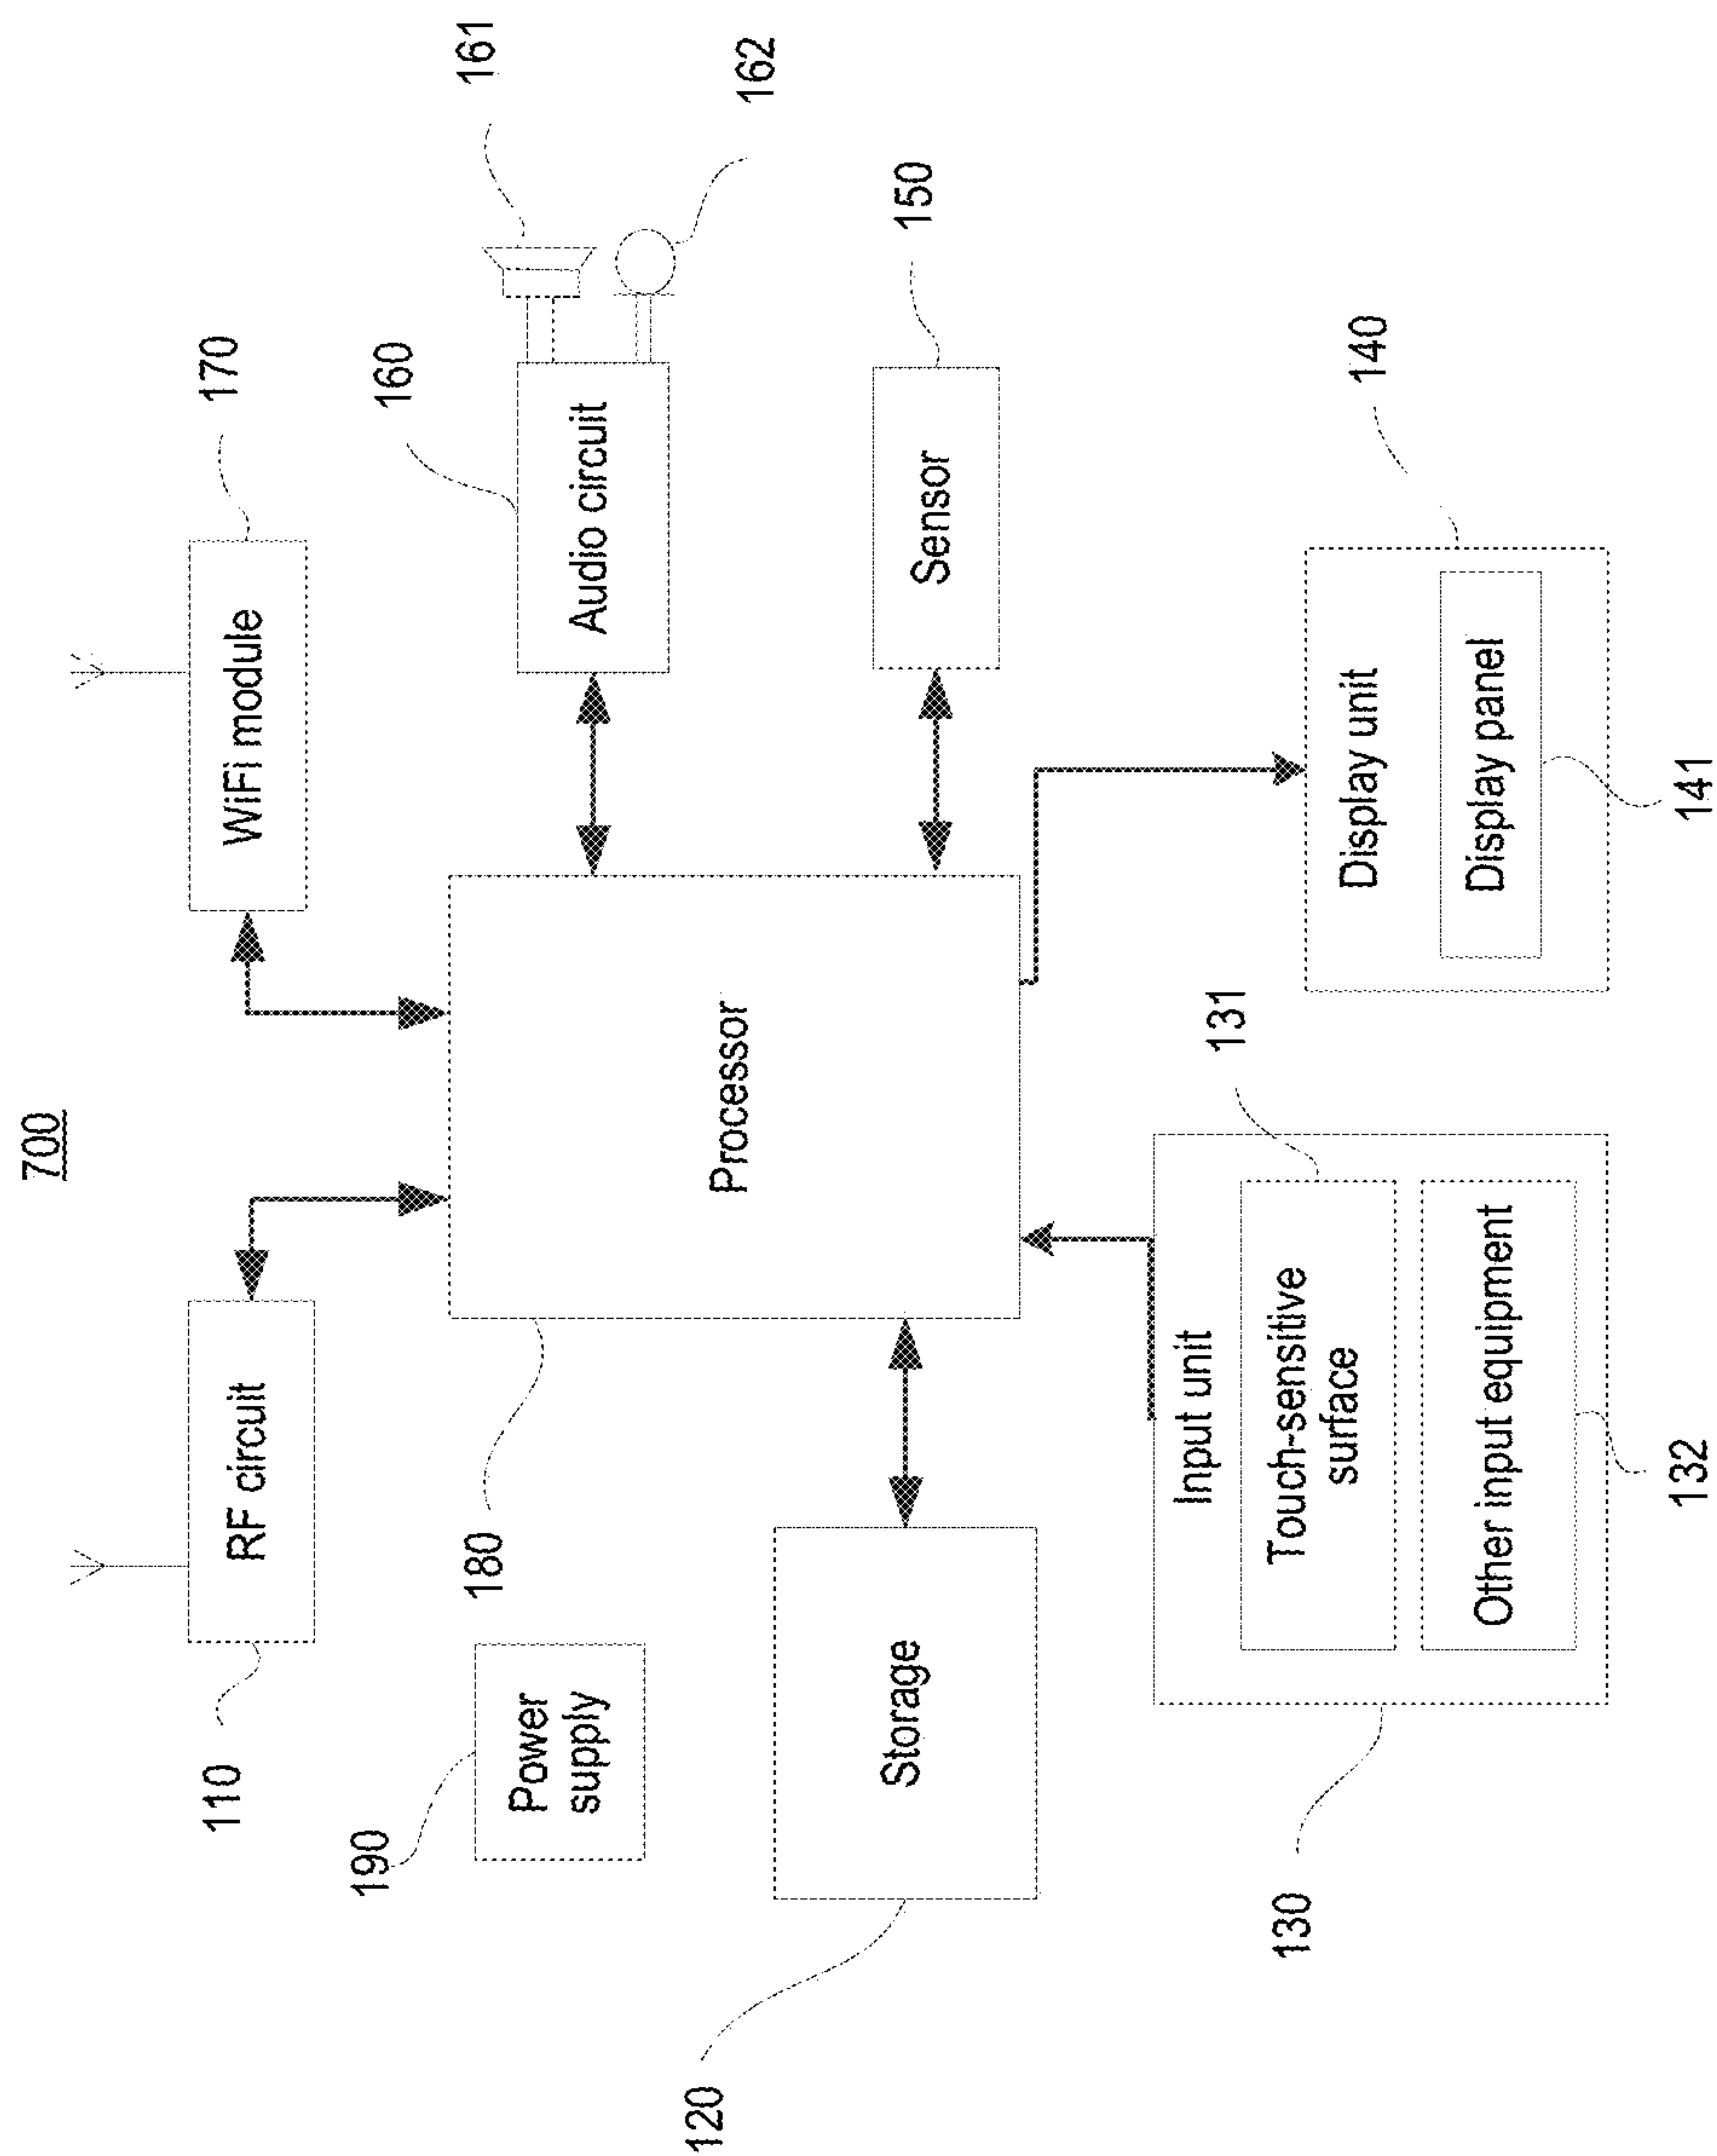 700
110
RF circuit
WiFi module
170
190
Power
supply
180
Processor
160
Audio circuit
161
162
120
Storage
Sensor
150
130
Input unit
Touch-sensitive
surface
131
Other input equipment
132
Display unit
140
Display panel
141